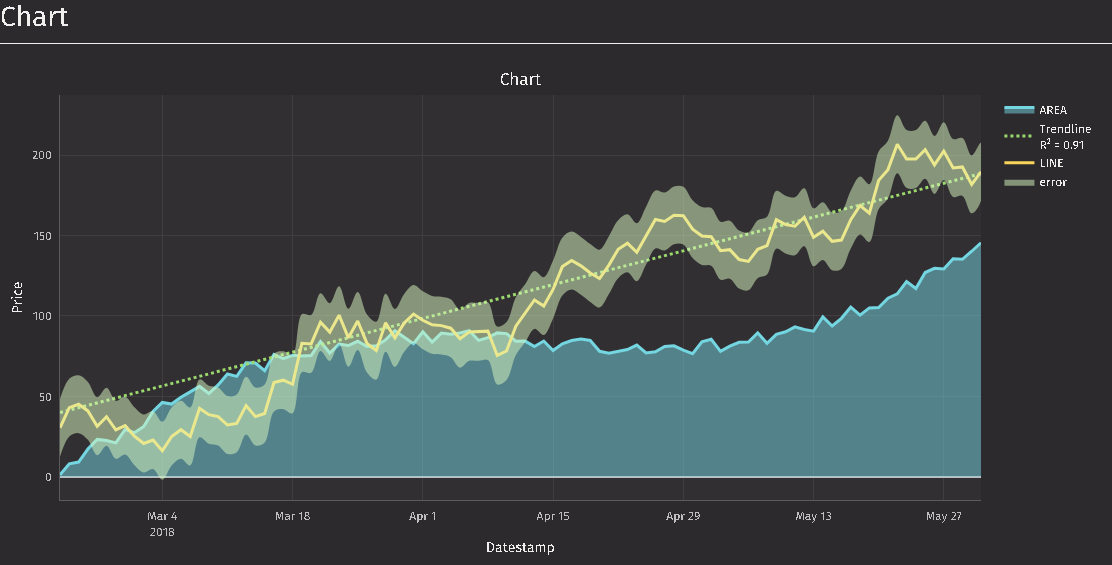 Chart
Chart
AREA
Trendline
R² = 0.91
LINE
error
Price
200
150
100
50
0
Mar 4
2018
Mar 18
Apr 1
Apr 15
Apr 29
May 13
May 27
Datestamp